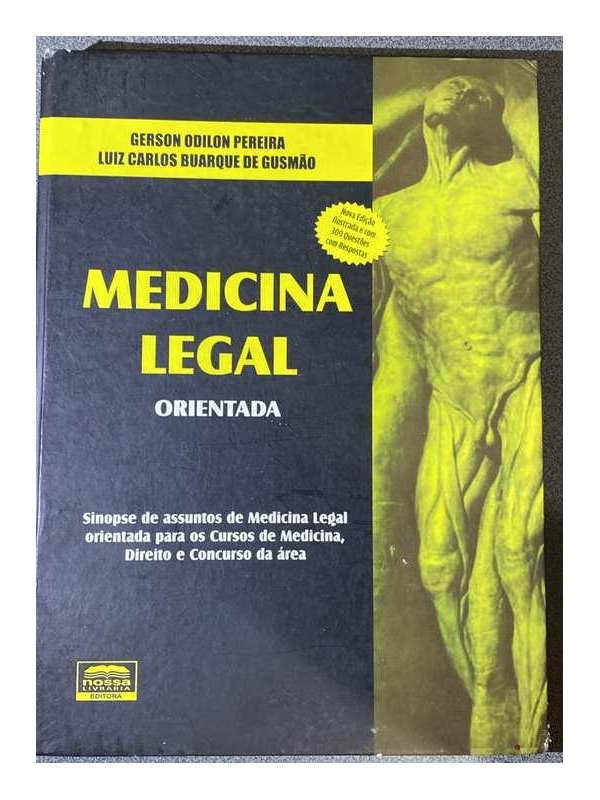 GERSON ODILON PEREIRA
LUIZ CARLOS BUARQUE DE GUSMÃO
Nova Edição
Ilustrada e com
300 Questões
com Respostas
MEDICINA
LEGAL
ORIENTADA
Sinopse de assuntos de Medicina Legal
orientada para os Cursos de Medicina,
Direito e Concurso da área
nossa
LIVRARIA
EDITORA